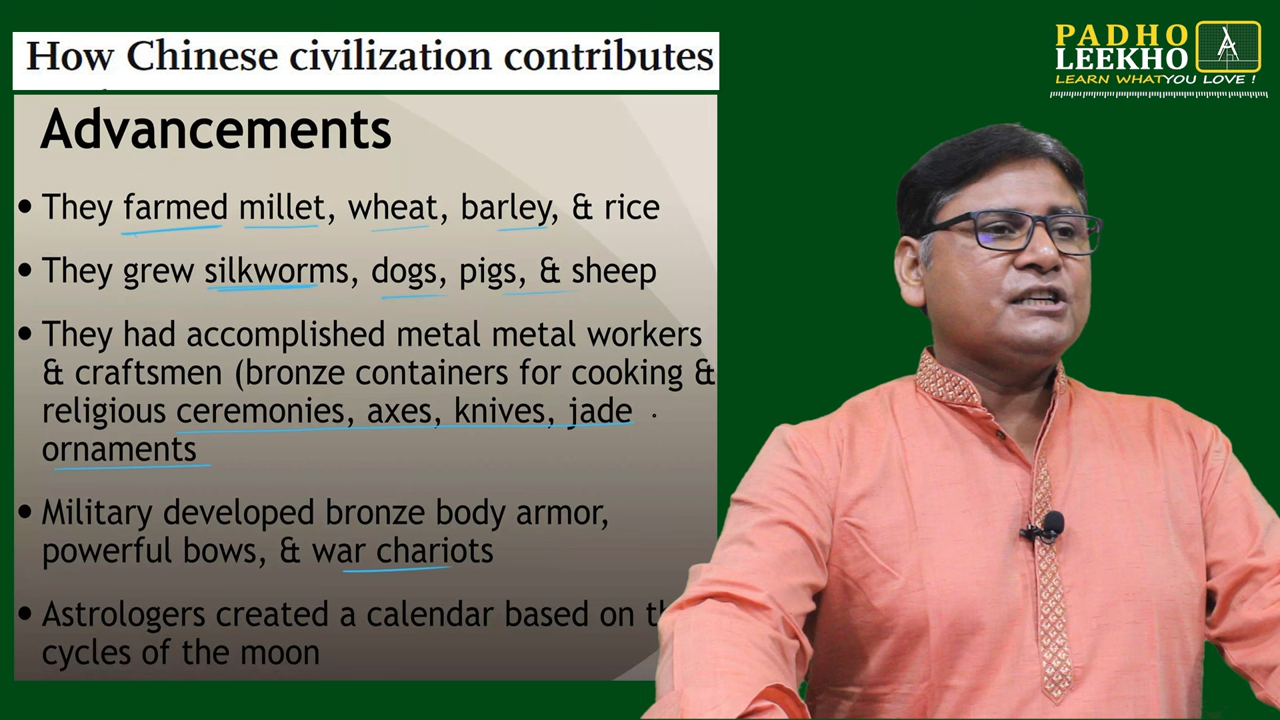 How Chinese civilization contributes
Advancements
• They farmed millet, wheat, barley, & rice
• They grew silkworms, dogs, pigs, & sheep
• They had accomplished metal metal workers
& craftsmen (bronze containers for cooking &
religious ceremonies, axes, knives, jade
ornaments
• Military developed bronze body armor,
powerful bows, & war chariots
• Astrologers created a calendar based on
cycles of the moon
PADHO
LEEKHO
LEARN WHAT YOU LOVE !